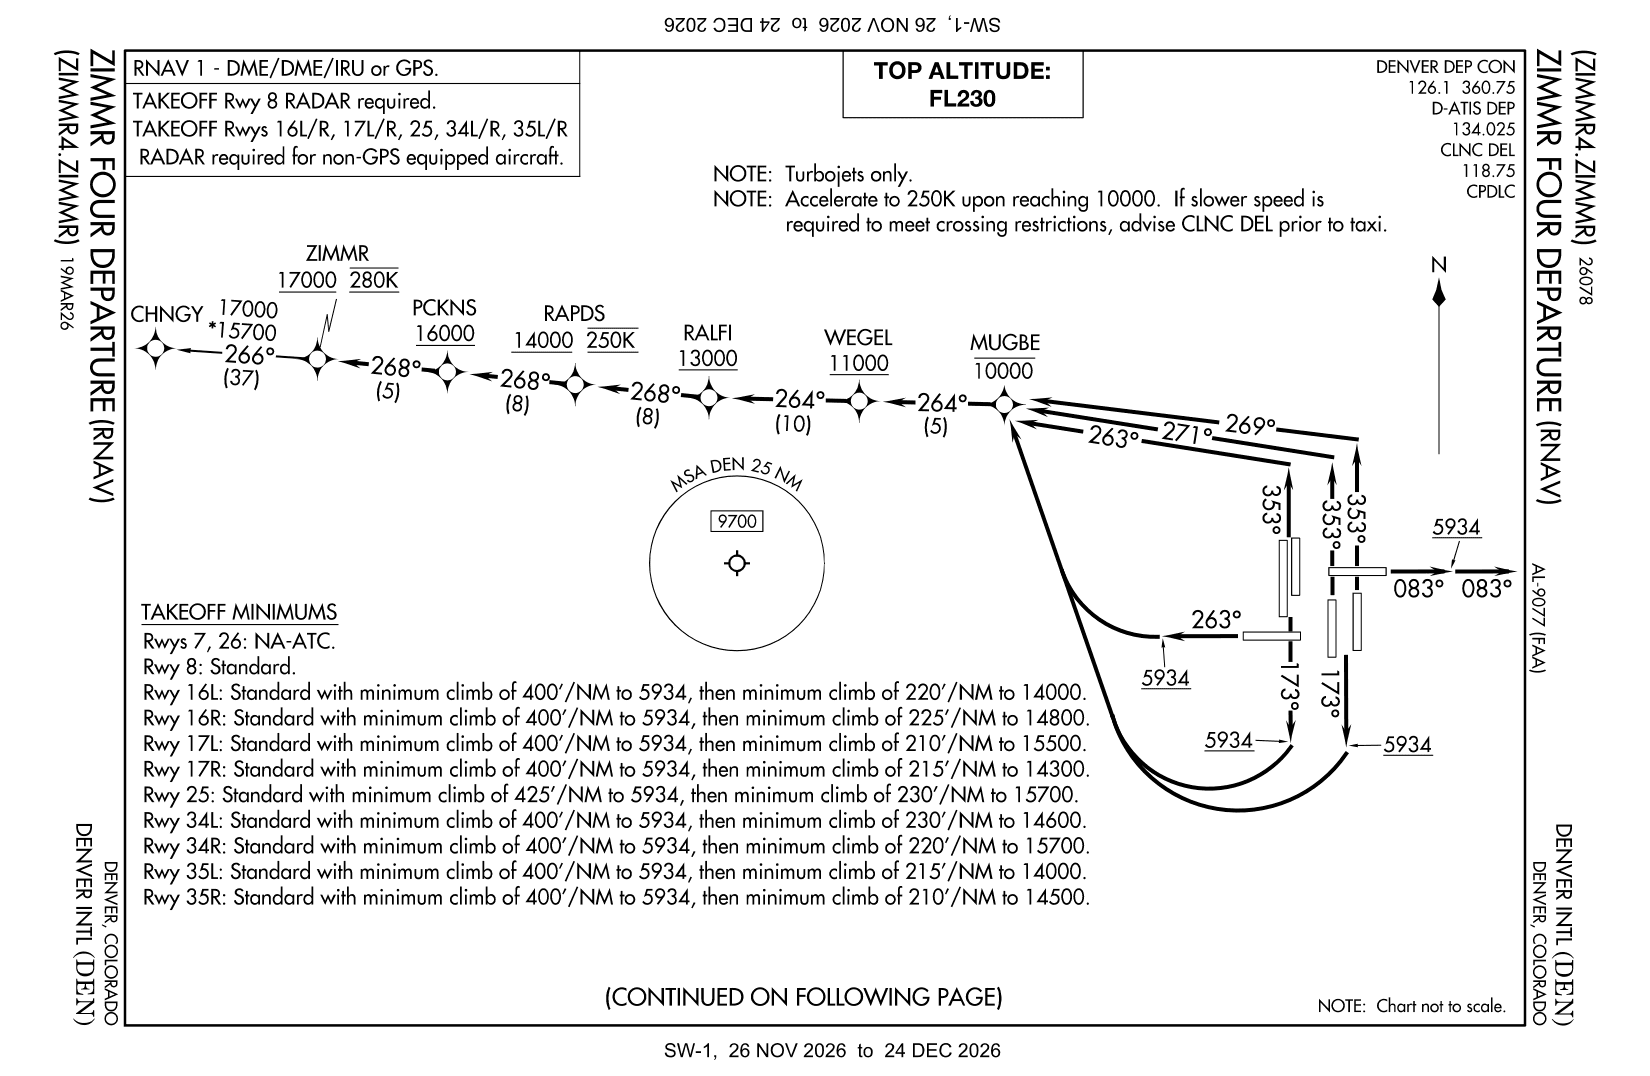 SW-1, 26 NOV 2026 to 24 DEC 2026
(ZIMMR4.ZIMMR) 19MAR26
ZIMMR FOUR DEPARTURE (RNAV)
DENVER INTL (DEN)
DENVER, COLORADO
RNAV 1 - DME/DME/IRU or GPS.
TAKEOFF Rwy 8 RADAR required.
TAKEOFF Rwys 16L/R, 17L/R, 25, 34L/R, 35L/R
RADAR required for non-GPS equipped aircraft.
TOP ALTITUDE:
FL230
DENVER DEP CON
126.1 360.75
D-ATIS DEP
134.025
CLNC DEL
118.75
CPDLC
NOTE: Turbojets only.
NOTE: Accelerate to 250K upon reaching 10000. If slower speed is
required to meet crossing restrictions, advise CLNC DEL prior to taxi.
N
CHNGY
17000
*15700
266°
(37)
ZIMMR
17000 280K
268°
(5)
PCKNS
16000
268°
(8)
RAPDS
14000 250K
268°
(8)
RALFI
13000
264°
(10)
WEGEL
11000
264°
(5)
MUGBE
10000
269°
271°
263°
353°
353°
353°
5934
083° 083°
263°
5934
173°
173°
5934
5934
MSA DEN 25 NM
9700
TAKEOFF MINIMUMS
Rwys 7, 26: NA-ATC.
Rwy 8: Standard.
Rwy 16L: Standard with minimum climb of 400'/NM to 5934, then minimum climb of 220'/NM to 14000.
Rwy 16R: Standard with minimum climb of 400'/NM to 5934, then minimum climb of 225'/NM to 14800.
Rwy 17L: Standard with minimum climb of 400'/NM to 5934, then minimum climb of 210'/NM to 15500.
Rwy 17R: Standard with minimum climb of 400'/NM to 5934, then minimum climb of 215'/NM to 14300.
Rwy 25: Standard with minimum climb of 425'/NM to 5934, then minimum climb of 230'/NM to 15700.
Rwy 34L: Standard with minimum climb of 400'/NM to 5934, then minimum climb of 230'/NM to 14600.
Rwy 34R: Standard with minimum climb of 400'/NM to 5934, then minimum climb of 220'/NM to 15700.
Rwy 35L: Standard with minimum climb of 400'/NM to 5934, then minimum climb of 215'/NM to 14000.
Rwy 35R: Standard with minimum climb of 400'/NM to 5934, then minimum climb of 210'/NM to 14500.
(CONTINUED ON FOLLOWING PAGE)
NOTE: Chart not to scale.
(ZIMMR4.ZIMMR) 26078
ZIMMR FOUR DEPARTURE (RNAV)
AL-9077 (FAA)
DENVER INTL (DEN)
DENVER, COLORADO
SW-1, 26 NOV 2026 to 24 DEC 2026